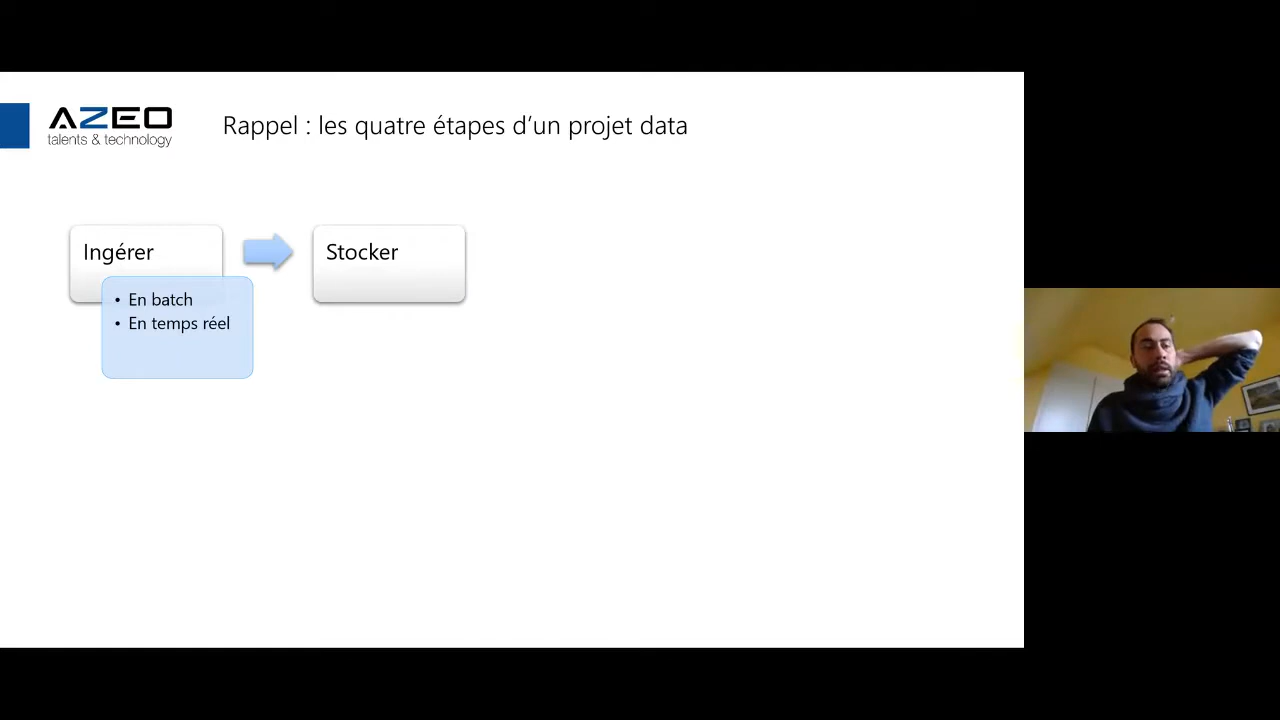 AZEO
talents & technology
Rappel : les quatre étapes d’un projet data
Ingérer
Stocker
• En batch
• En temps réel